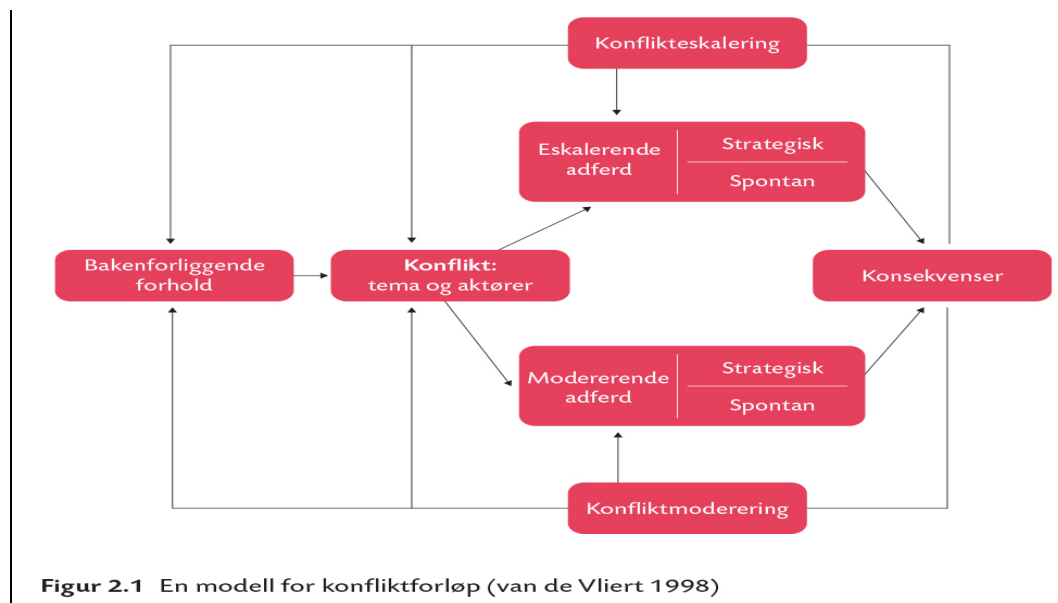 Konflikteskalering
Eskalerende
adferd
Strategisk
Spontan
Bakenforliggende
forhold
Konflikt:
tema og aktører
Konsekvenser
Modererende
adferd
Strategisk
Spontan
Konfliktmoderering
Figur 2.1 En modell for konfliktforløp (van de Vliert 1998)